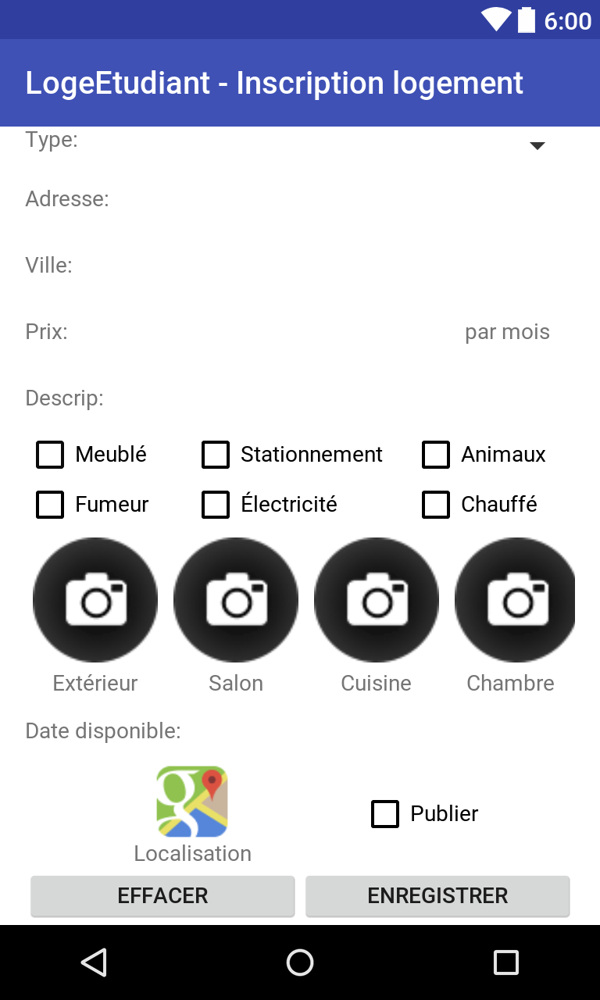 6:00
LogeEtudiant - Inscription logement
Type:
Adresse:
Ville:
Prix: par mois
Descrip:
Meublé Stationnement Animaux
Fumeur Électricité Chauffé
Extérieur Salon Cuisine Chambre
Date disponible:
Publier
Localisation
EFFACER ENREGISTRER